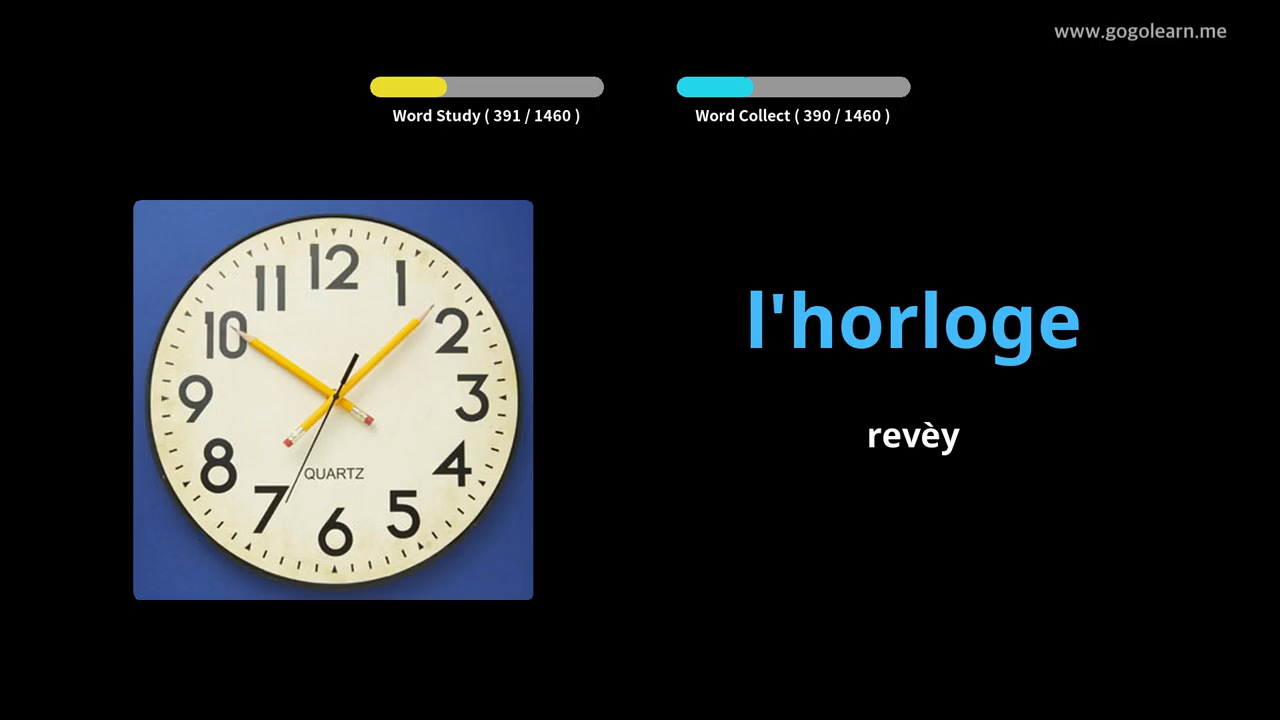 www.gogolearn.me
Word Study ( 391 / 1460 )
Word Collect ( 390 / 1460 )
12
11
1
10
2
9
3
8
4
7
5
6
QUARTZ
l'horloge
revèy